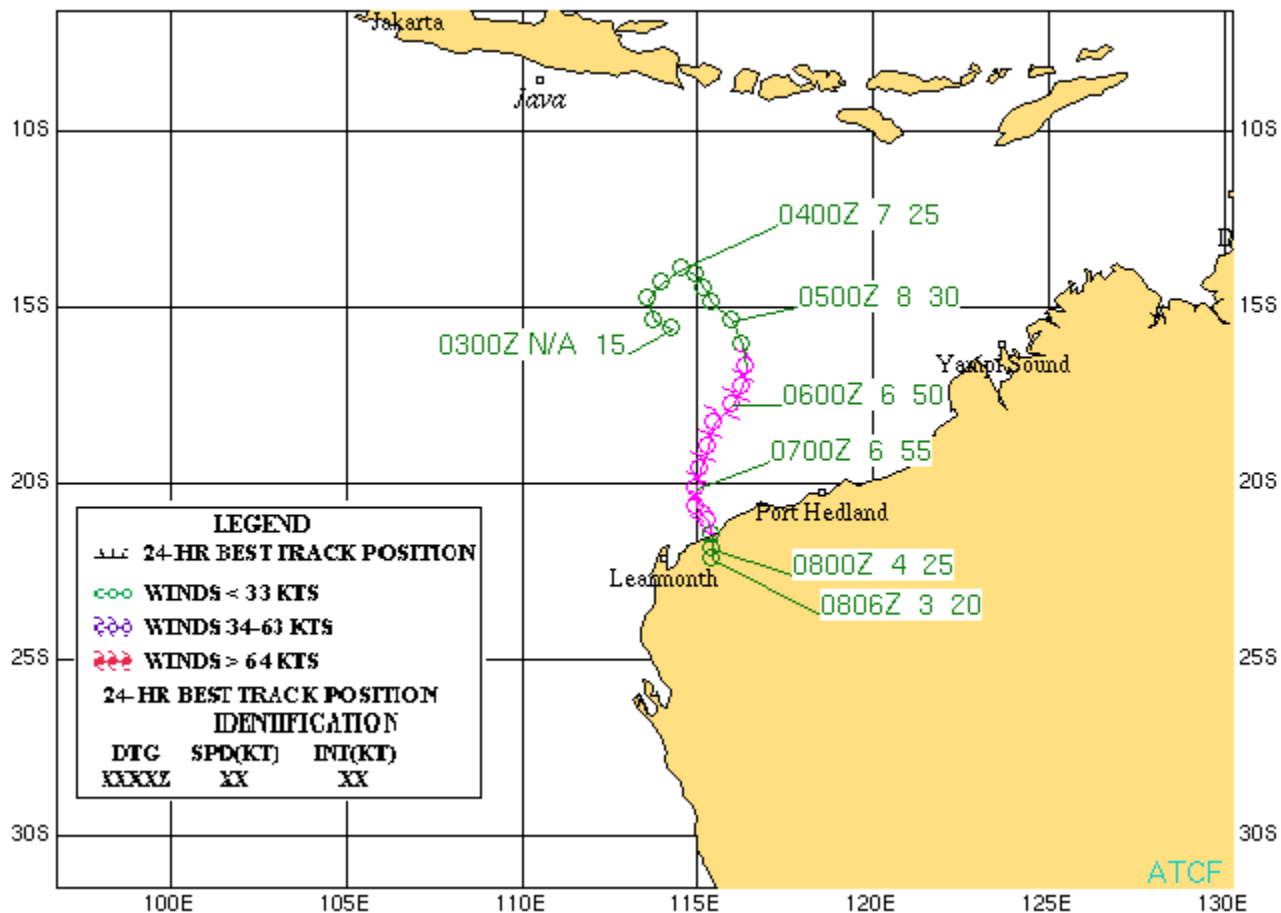 Jakarta
Java
10S
10S
0400Z 7 25
D
15S
0500Z 8 30
15S
0300Z N/A 15
Yampi Sound
0600Z 6 50
0700Z 6 55
20S
20S
Port Hedland
LEGEND
24-HR BEST TRACK POSITION
0800Z 4 25
Learmonth
WINDS < 33 KTS
0806Z 3 20
WINDS 34-63 KTS
25S
WINDS > 64 KTS
25S
24-HR BEST TRACK POSITION
IDENTIFICATION
DTG SPD(KT) INT(KT)
XXXXZ XX XX
30S
30S
ATCF
100E 105E 110E 115E 120E 125E 130E